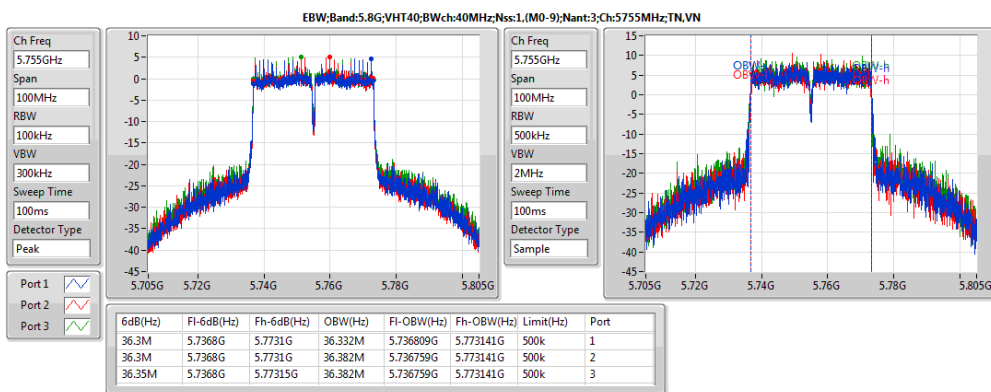 EBW;Band:5.8G;VHT40;BWch:40MHz;Nss:1,(M0-9);Nant:3;Ch:5755MHz;TN,VN
Ch Freq
5.755GHz
Span
100MHz
RBW
100kHz
VBW
300kHz
Sweep Time
100ms
Detector Type
Peak
10
5
0
-5
-10
-15
-20
-25
-30
-35
-40
-45
5.705G 5.72G 5.74G 5.76G 5.78G 5.805G
Ch Freq
5.755GHz
Span
100MHz
RBW
500kHz
VBW
2MHz
Sweep Time
100ms
Detector Type
Sample
15
10
5
0
-5
-10
-15
-20
-25
-30
-35
-40
-45
OBW-h
OBW-h
5.705G 5.72G 5.74G 5.76G 5.78G 5.805G
Port 1
Port 2
Port 3
6dB(Hz) Fl-6dB(Hz) Fh-6dB(Hz) OBW(Hz) Fl-OBW(Hz) Fh-OBW(Hz) Limit(Hz) Port
36.3M 5.7368G 5.7731G 36.332M 5.736809G 5.773141G 500k 1
36.3M 5.7368G 5.7731G 36.382M 5.736759G 5.773141G 500k 2
36.35M 5.7368G 5.77315G 36.382M 5.736759G 5.773141G 500k 3